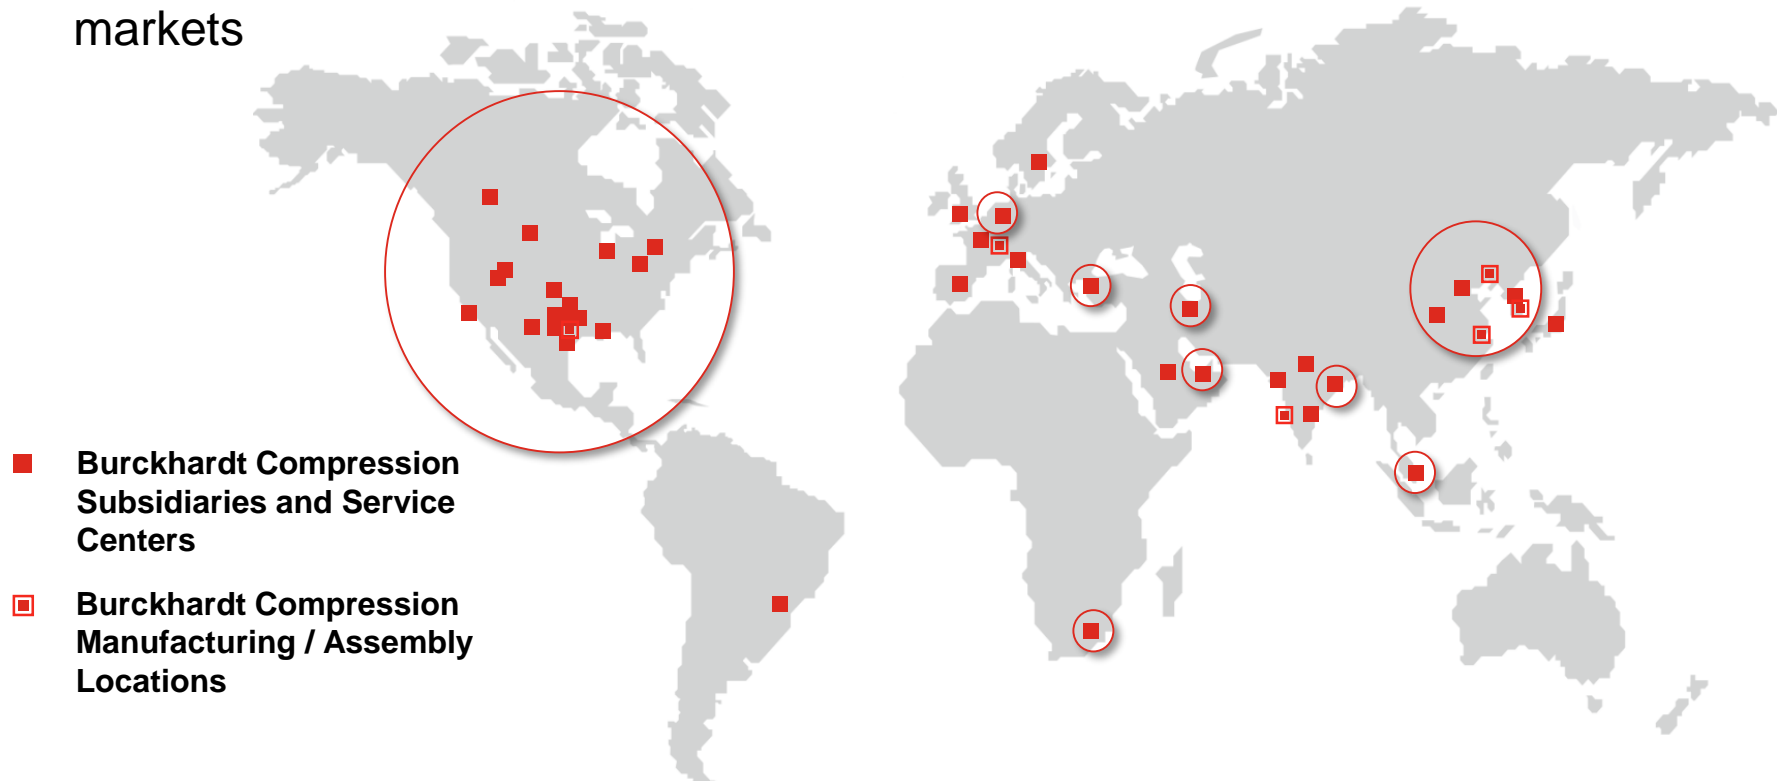 markets
Burckhardt Compression
Subsidiaries and Service
Centers
Burckhardt Compression
Manufacturing / Assembly
Locations